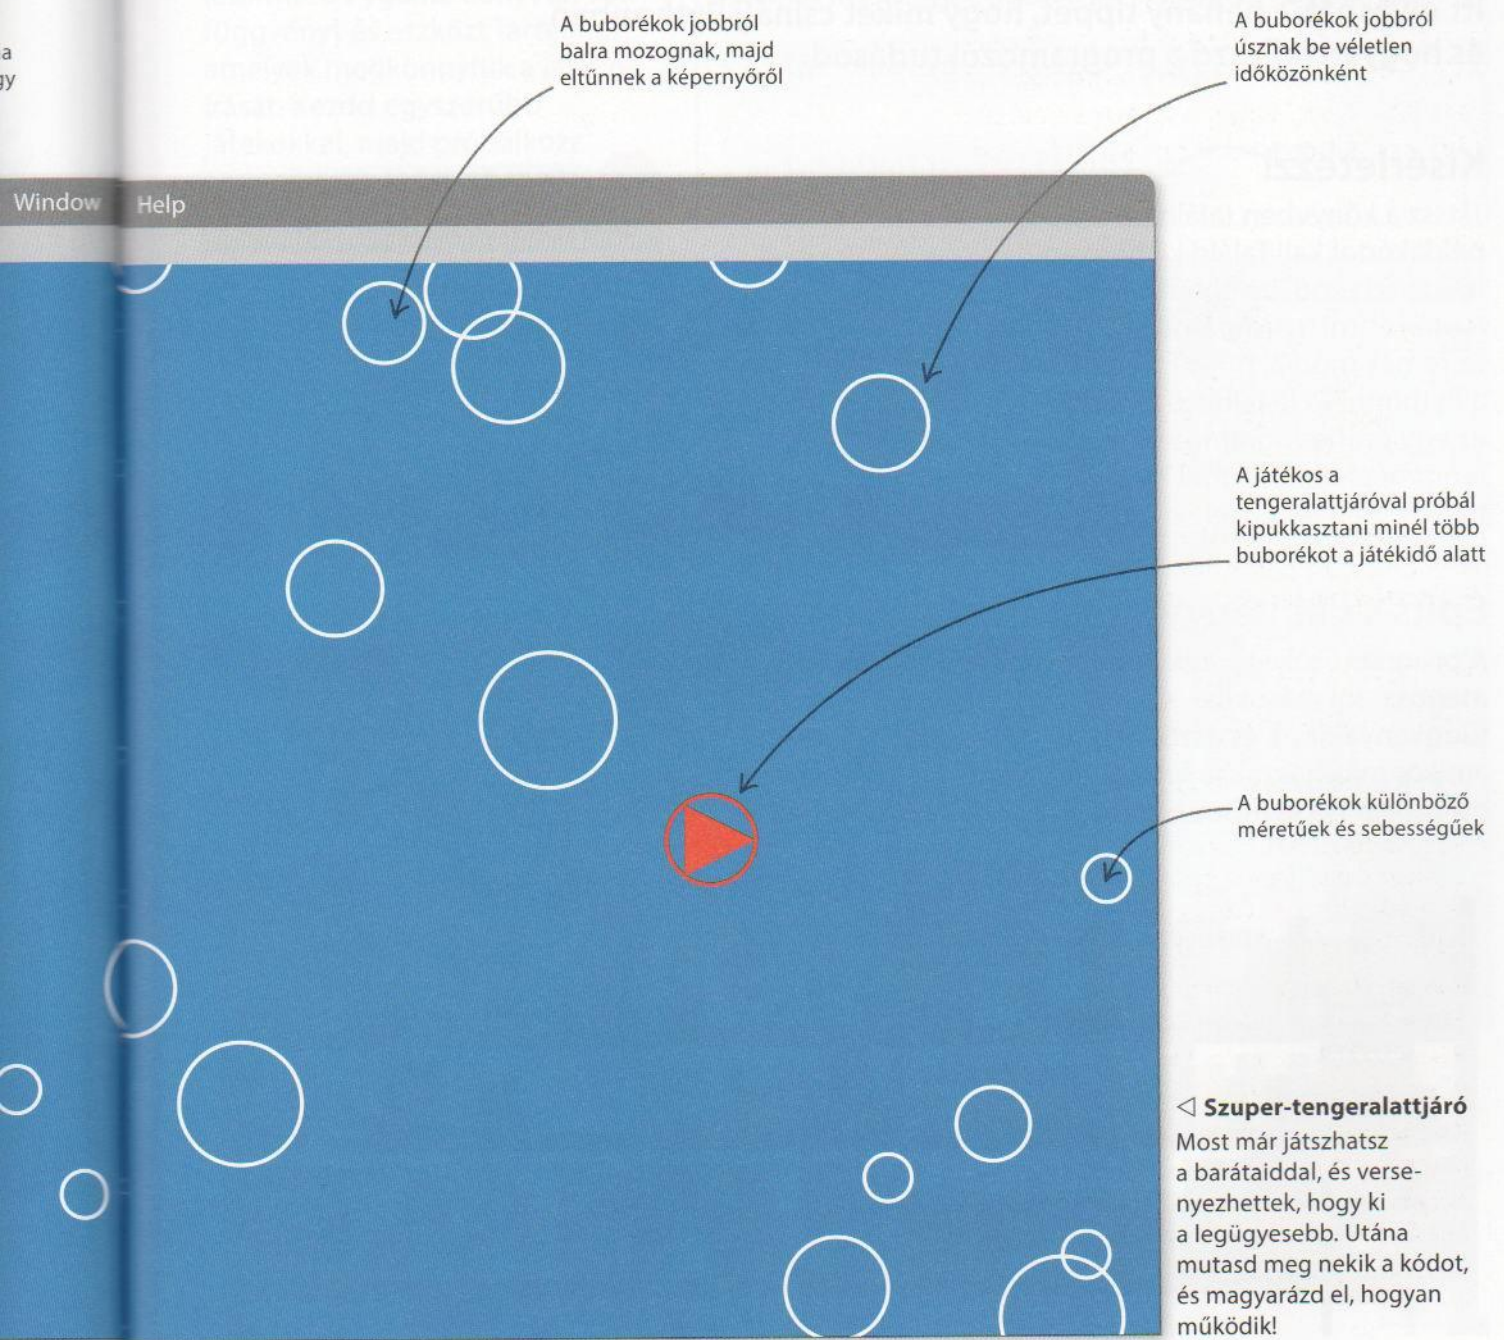 A buborékok jobbról
balra mozognak, majd
eltűnnek a képernyőről
A buborékok jobbról
úsznak be véletlen
időközönként
Window Help
A játékos a
tengeralattjáróval próbál
kipukkasztani minél több
buborékot a játékidő alatt
A buborékok különböző
méretűek és sebességűek
◁ Szuper-tengeralattjáró
Most már játszhatsz
a barátaiddal, és verse-
nyezhettek, hogy ki
a legügyesebb. Utána
mutasd meg nekik a kódot,
és magyarázd el, hogyan
működik!